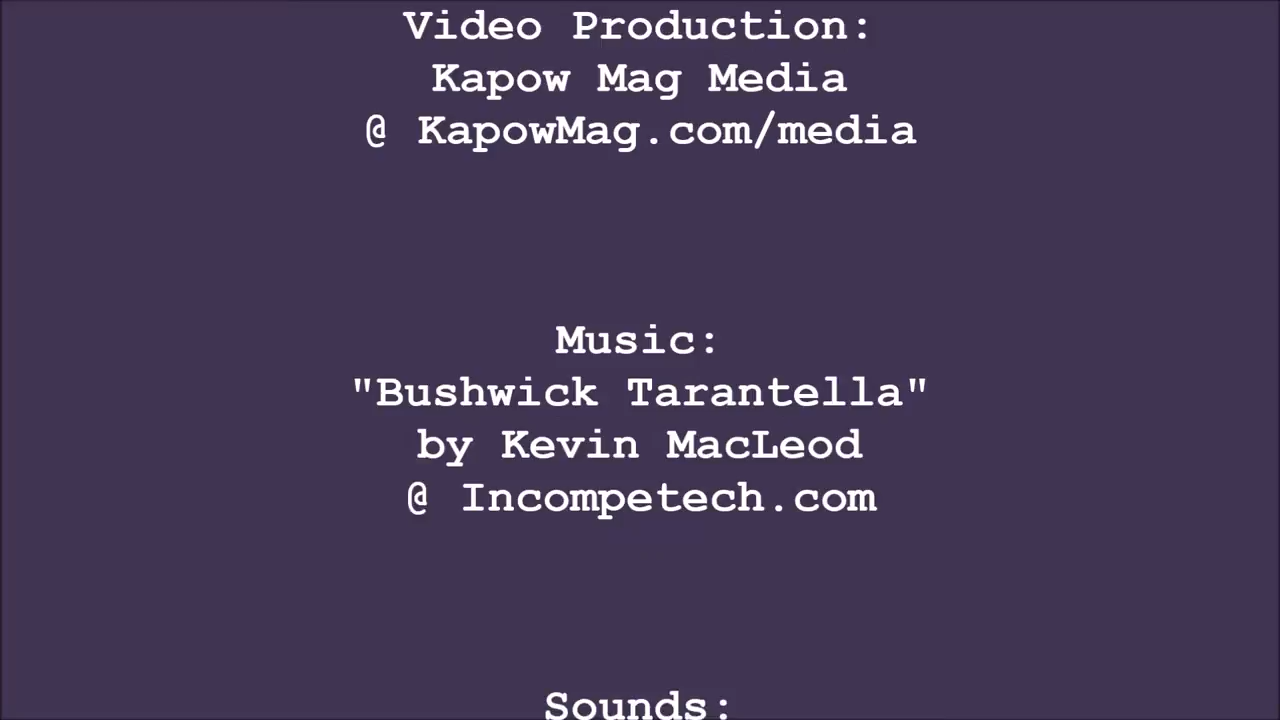 Video Production:
Kapow Mag Media
@ KapowMag.com/media
Music:
"Bushwick Tarantella"
by Kevin MacLeod
@ Incompetech.com
Sounds: